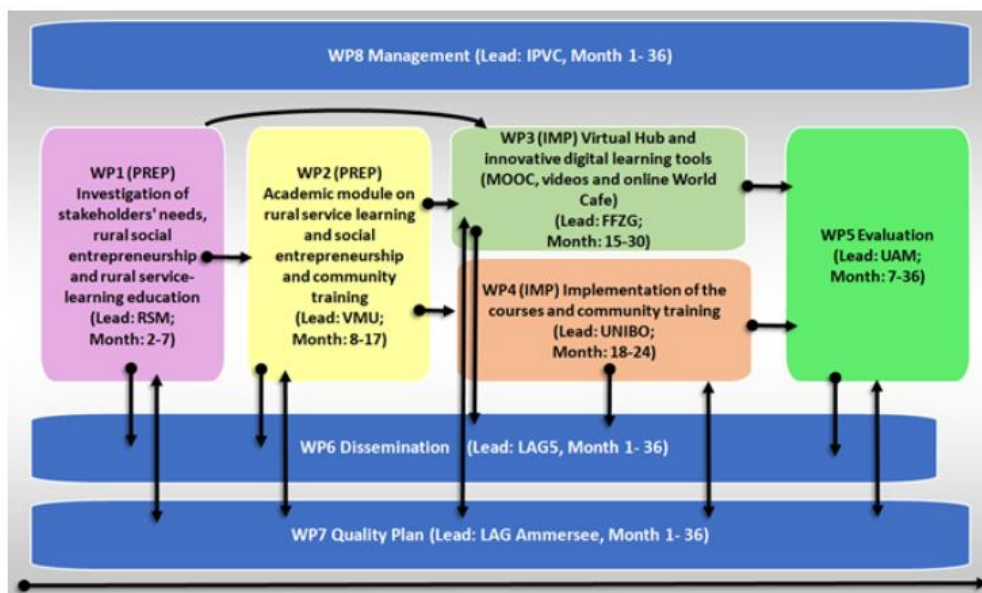 WP8 Management (Lead: IPVC, Month 1- 36)
WP1 (PREP)
Investigation of
stakeholders' needs,
rural social
entrepreneurship
and rural service-
learning education
(Lead: RSM;
Month: 2-7)
WP2 (PREP)
Academic module on
rural service learning
and social
entrepreneurship
and community
training
(Lead: VMU;
Month: 8-17)
WP3 (IMP) Virtual Hub and
innovative digital learning tools
(MOOC, videos and online World
Cafe)
(Lead: FFZG;
Month: 15-30)
WP4 (IMP) Implementation of the
courses and community training
(Lead: UNIBO;
Month: 18-24)
WP5 Evaluation
(Lead: UAM;
Month: 7-36)
WP6 Dissemination (Lead: LAG5, Month 1- 36)
WP7 Quality Plan (Lead: LAG Ammersee, Month 1- 36)